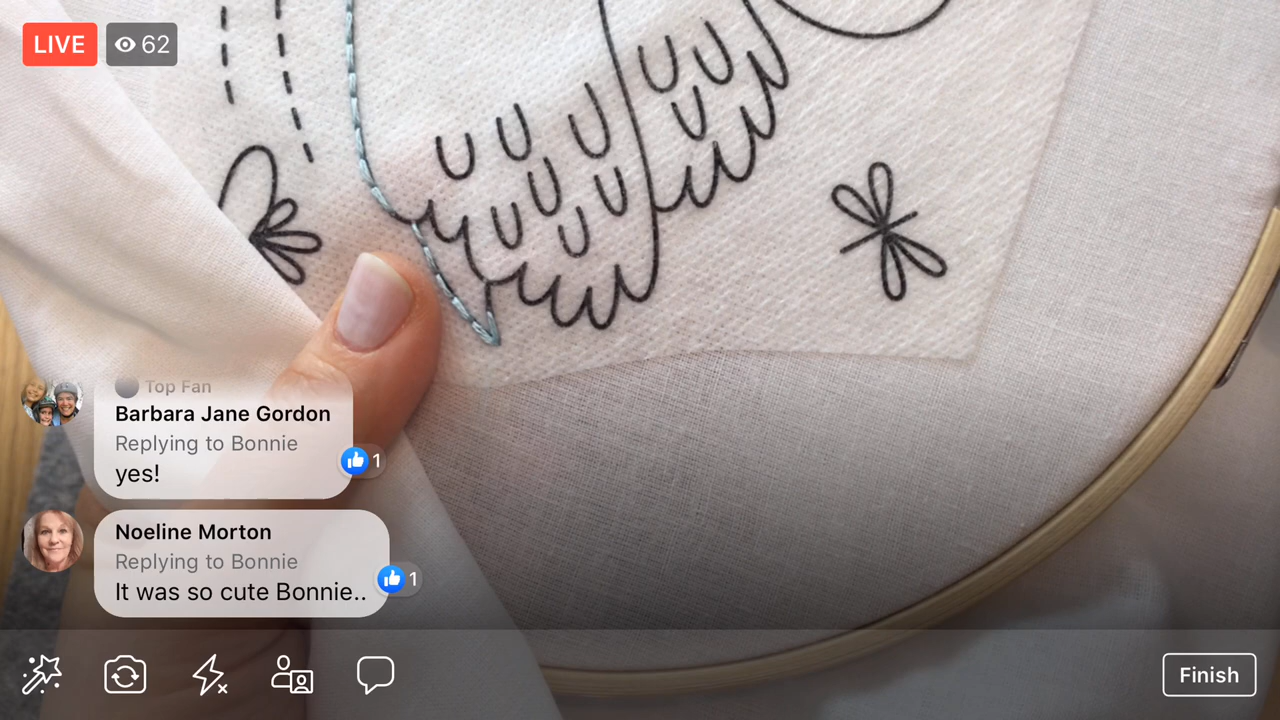 LIVE
62
Top Fan
Barbara Jane Gordon
Replying to Bonnie
yes!
1
Noeline Morton
Replying to Bonnie
It was so cute Bonnie..
1
Finish